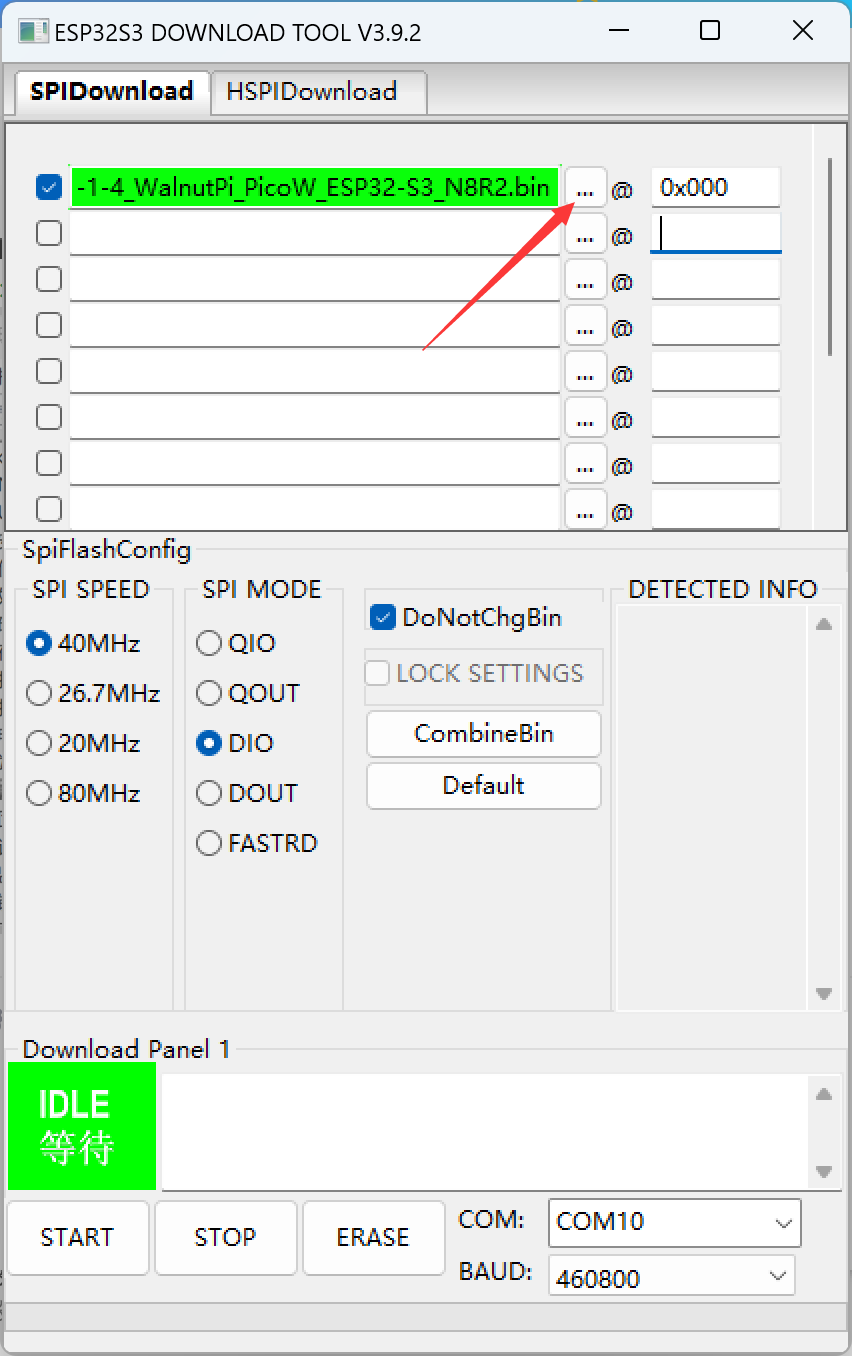 ESP32S3 DOWNLOAD TOOL V3.9.2
SPIDownload HSPIDownload
-1-4_WalnutPi_PicoW_ESP32-S3_N8R2.bin ... @ 0x000
... @
... @
... @
... @
... @
... @
... @
SpiFlashConfig
SPI SPEED
40MHz
26.7MHz
20MHz
80MHz
SPI MODE
QIO
QOUT
DIO
DOUT
FASTRD
DoNotChgBin
LOCK SETTINGS
CombineBin
Default
DETECTED INFO
Download Panel 1
IDLE
等待
START STOP ERASE
COM: COM10
BAUD: 460800